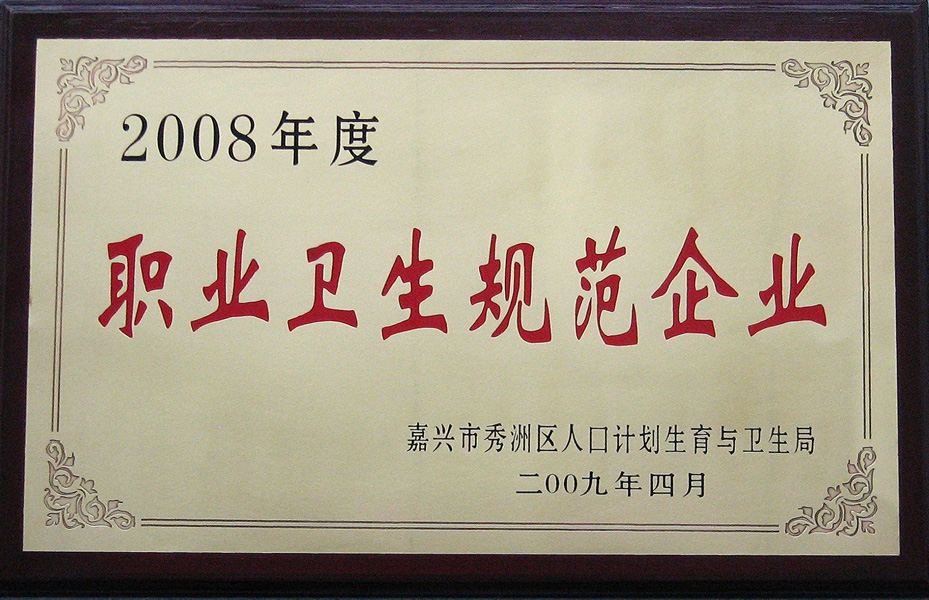 2008年度
职业卫生规范企业
嘉兴市秀洲区人口计划生育与卫生局
二00九年四月